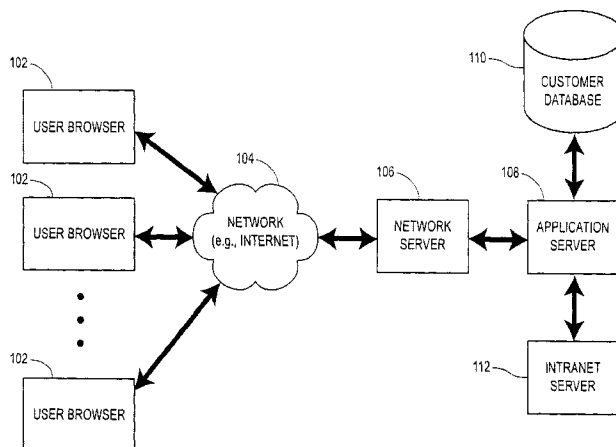 102
USER BROWSER
102
USER BROWSER
102
USER BROWSER
104
NETWORK
(e.g., INTERNET)
106
NETWORK
SERVER
108
APPLICATION
SERVER
110
CUSTOMER
DATABASE
112
INTRANET
SERVER